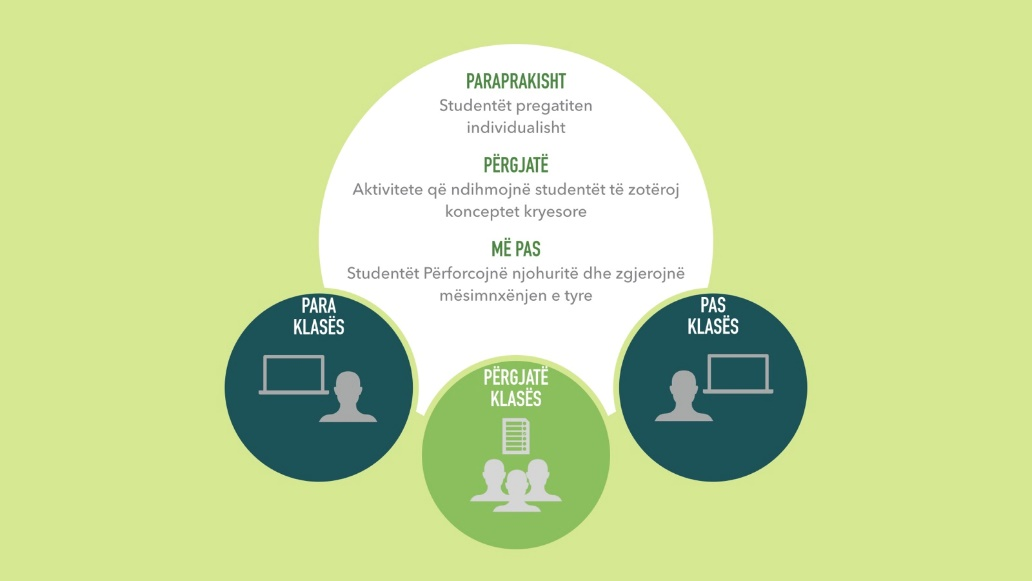 PARAPRAKISHT
Studentët pregatiten
individualisht
PËRGJATË
Aktivitete që ndihmojnë studentët të zotëroj
konceptet kryesore
MË PAS
Studentët Përforcojnë njohuritë dhe zgjerojnë
mësimnxënjen e tyre
PARA
KLASËS
PËRGJATË
KLASËS
PAS
KLASËS